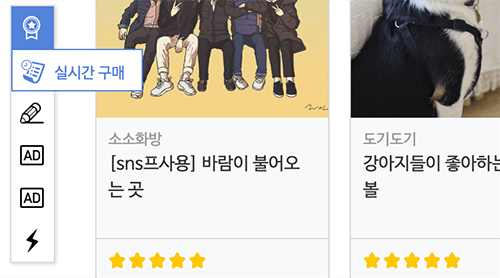 실시간 구매
AD
AD
소소화방
[sns프사용] 바람이 불어오
는 곳
도기도기
강아지들이 좋아하는
볼